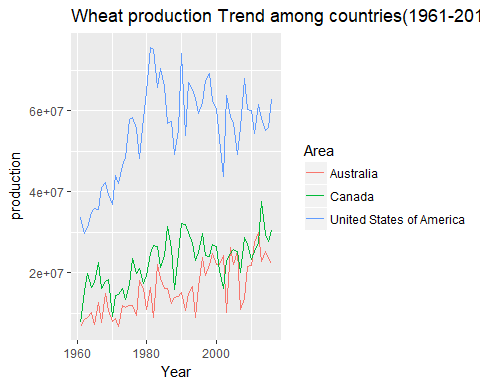 Wheat production Trend among countries(1961-201
6e+07
4e+07
2e+07
production
1960
1980
2000
Year
Area
Australia
Canada
United States of America